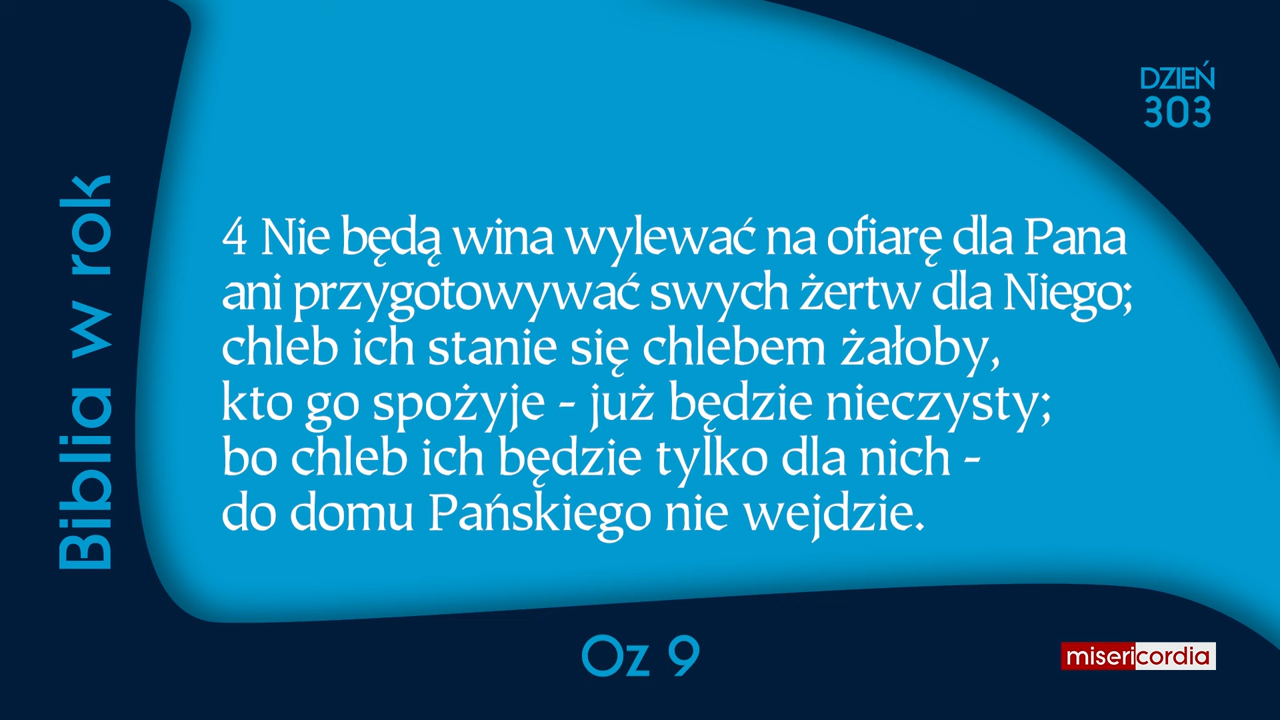 DZIEŃ
303
Biblia w rok
4 Nie będą wina wylewać na ofiarę dla Pana
ani przygotowywać swych żertw dla Niego;
chleb ich stanie się chlebem żałoby,
kto go spożyje - już będzie nieczysty;
bo chleb ich będzie tylko dla nich -
do domu Pańskiego nie wejdzie.
Oz 9
misericordia